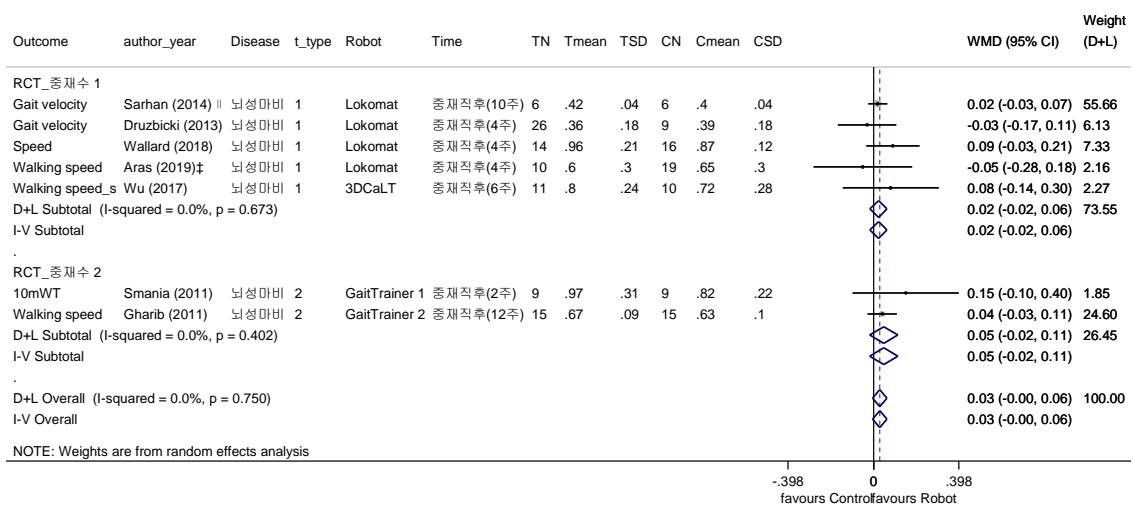 Weight
Outcome author_year Disease t_type Robot Time TN Tmean TSD CN Cmean CSD WMD (95% CI) (D+L)
RCT_중재수 1
Gait velocity Sarhan (2014) ∥ 뇌성마비 1 Lokomat 중재직후(10주) 6 .42 .04 6 .4 .04 0.02 (-0.03, 0.07) 55.66
Gait velocity Druzbicki (2013) 뇌성마비 1 Lokomat 중재직후(4주) 26 .36 .18 9 .39 .18 -0.03 (-0.17, 0.11) 6.13
Speed Wallard (2018) 뇌성마비 1 Lokomat 중재직후(4주) 14 .96 .21 16 .87 .12 0.09 (-0.03, 0.21) 7.33
Walking speed Aras (2019)‡ 뇌성마비 1 Lokomat 중재직후(4주) 10 .6 .3 19 .65 .3 -0.05 (-0.28, 0.18) 2.16
Walking speed_s Wu (2017) 뇌성마비 1 3DCaLT 중재직후(6주) 11 .8 .24 10 .72 .28 0.08 (-0.14, 0.30) 2.27
D+L Subtotal (I-squared = 0.0%, p = 0.673) 0.02 (-0.02, 0.06) 73.55
I-V Subtotal 0.02 (-0.02, 0.06)
.
RCT_중재수 2
10mWT Smania (2011) 뇌성마비 2 GaitTrainer 1 중재직후(2주) 9 .97 .31 9 .82 .22 0.15 (-0.10, 0.40) 1.85
Walking speed Gharib (2011) 뇌성마비 2 GaitTrainer 2 중재직후(12주) 15 .67 .09 15 .63 .1 0.04 (-0.03, 0.11) 24.60
D+L Subtotal (I-squared = 0.0%, p = 0.402) 0.05 (-0.02, 0.11) 26.45
I-V Subtotal 0.05 (-0.02, 0.11)
.
D+L Overall (I-squared = 0.0%, p = 0.750) 0.03 (-0.00, 0.06) 100.00
I-V Overall 0.03 (-0.00, 0.06)
NOTE: Weights are from random effects analysis
-.398 0 .398
favours Control favours Robot